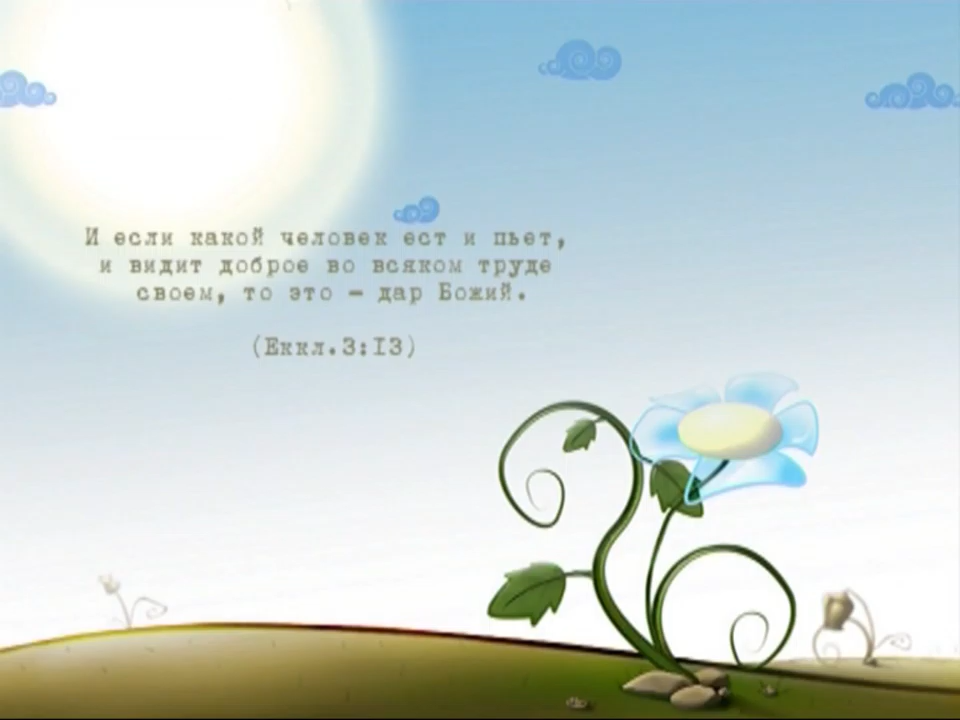 И если какой человек ест и пьет,
и видит доброе во всяком труде
своем, то это – дар Божий.
(Еккл.3:13)